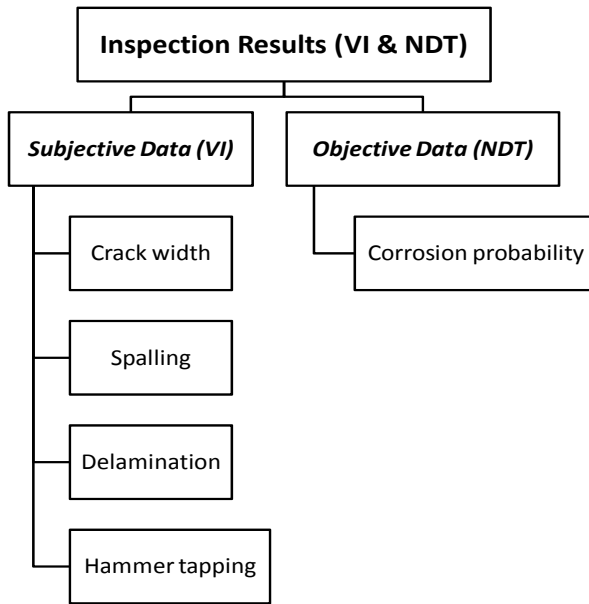 Inspection Results (VI & NDT)
Subjective Data (VI)
Objective Data (NDT)
Crack width
Corrosion probability
Spalling
Delamination
Hammer tapping